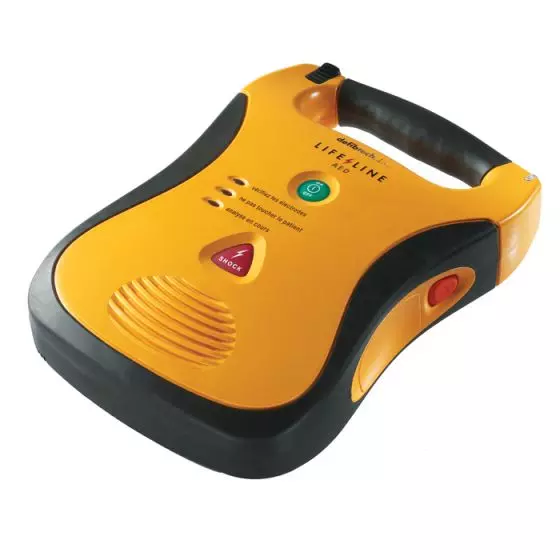 defibtech
LIFELINE
AED
vérifiez les électrodes
ne pas toucher le patient
analyse en cours
SHOCK